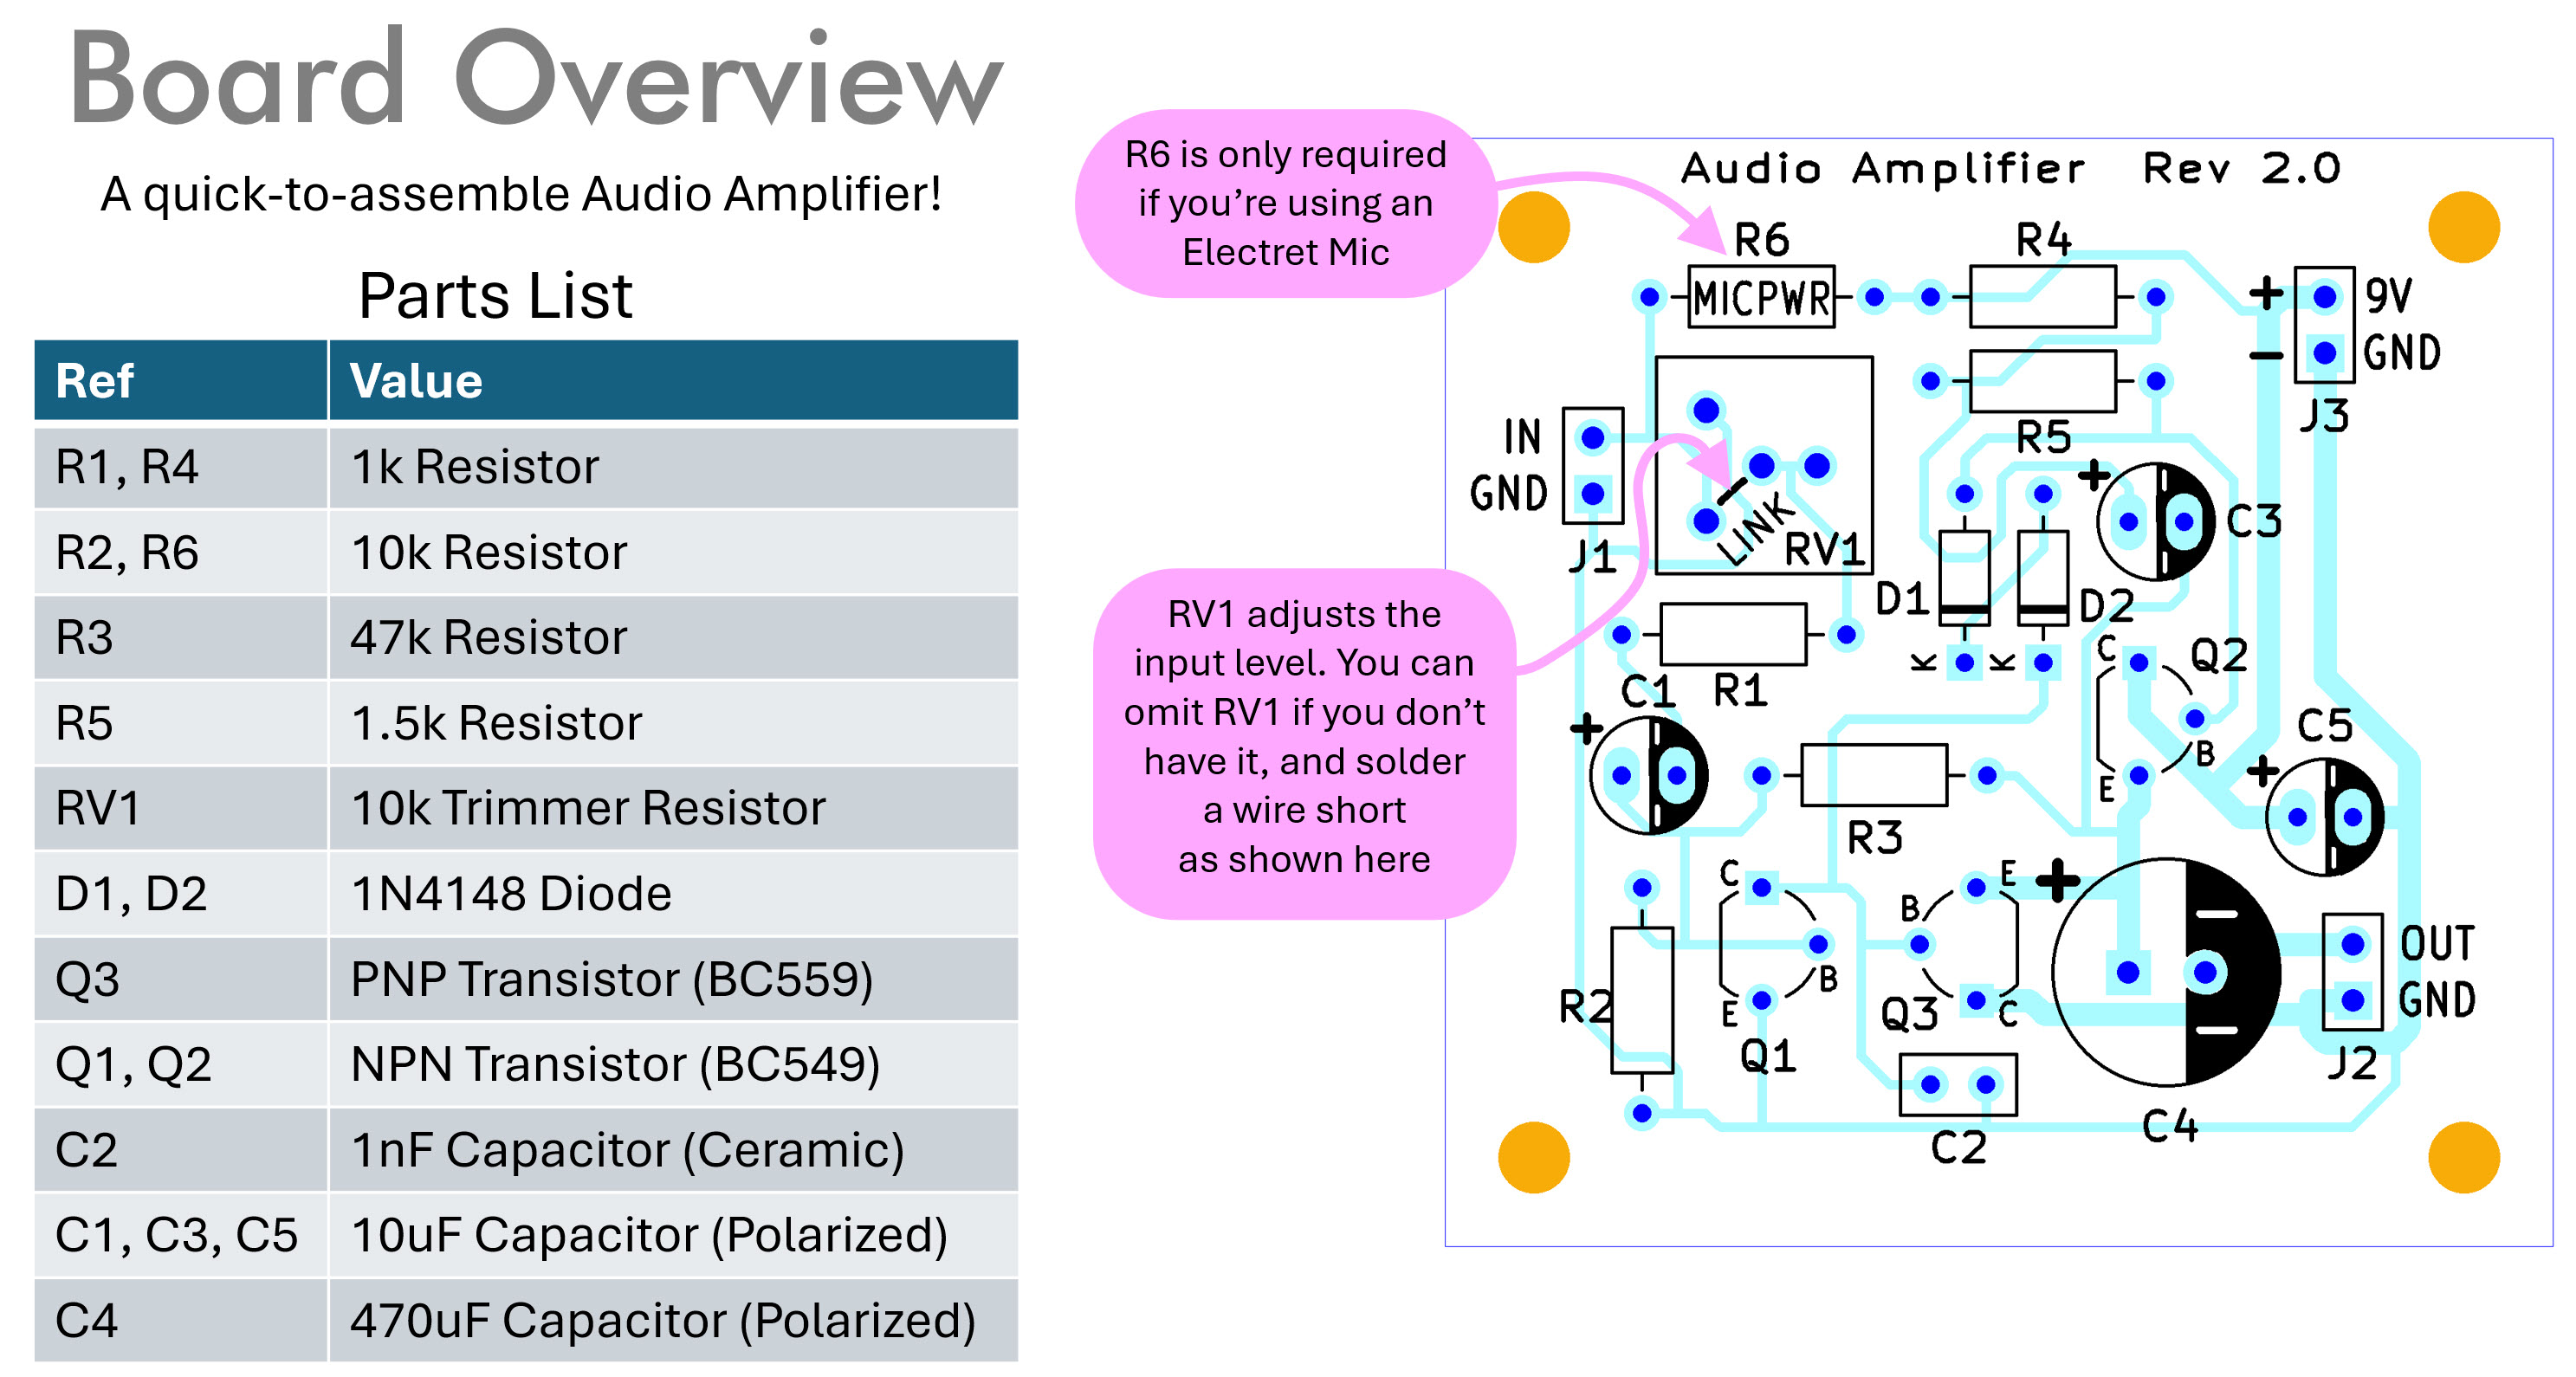 Board Overview
A quick-to-assemble Audio Amplifier!
Parts List
Ref Value
R1, R4 1k Resistor
R2, R6 10k Resistor
R3 47k Resistor
R5 1.5k Resistor
RV1 10k Trimmer Resistor
D1, D2 1N4148 Diode
Q3 PNP Transistor (BC559)
Q1, Q2 NPN Transistor (BC549)
C2 1nF Capacitor (Ceramic)
C1, C3, C5 10uF Capacitor (Polarized)
C4 470uF Capacitor (Polarized)
R6 is only required
if you’re using an
Electret Mic
RV1 adjusts the
input level. You can
omit RV1 if you don’t
have it, and solder
a wire short
as shown here
Audio Amplifier Rev 2.0
R6
MICPWR
R4
+ 9V
− GND
J3
R5
IN
GND
J1
LINK
RV1
+
C3
D1
D2
K
K
R1
C1
+
C
Q2
B
E
C5
+
R3
C
B
E
Q1
R2
E
B
C
Q3
+
C4
C2
OUT
GND
J2